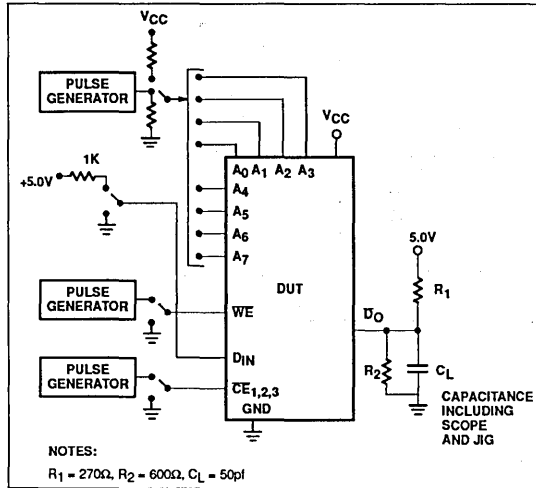 VCC
PULSE
GENERATOR
VCC
1K
+5.0V
A0 A1 A2 A3
A4
A5
A6
A7
5.0V
DUT
R1
PULSE
GENERATOR
WE
DO
DIN
R2
CL
PULSE
GENERATOR
CE1,2,3
GND
CAPACITANCE
INCLUDING
SCOPE
AND JIG
NOTES:
R1 = 270Ω, R2 = 600Ω, CL = 50pf